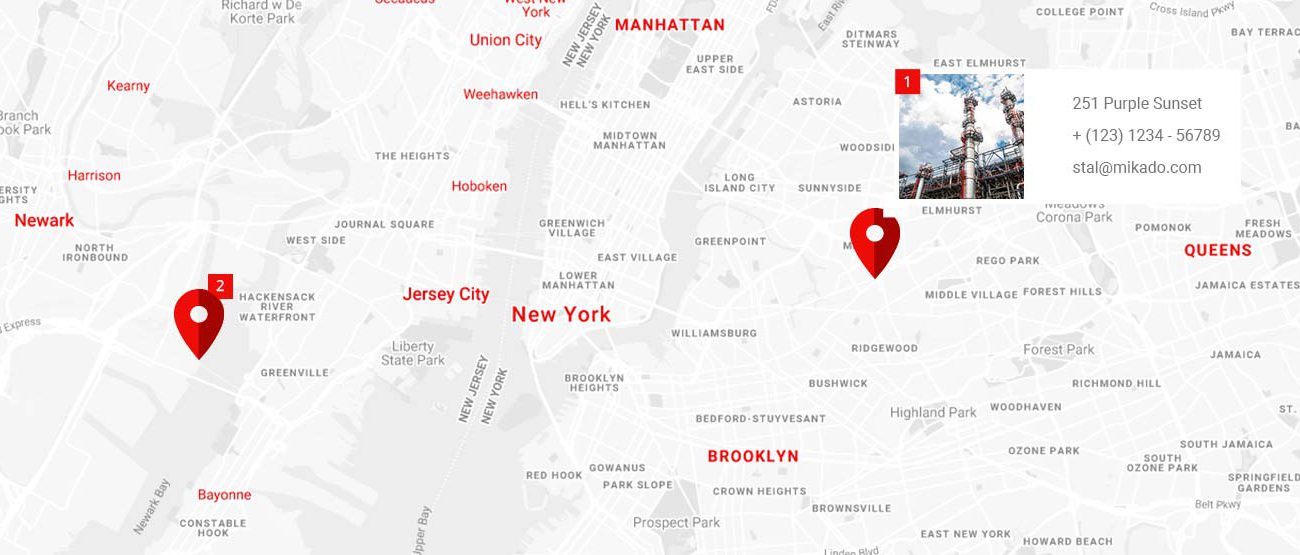 Richard w De
Korte Park
Secaucus
West New
York
Union City
NEW JERSEY
NEW YORK
MANHATTAN
UPPER
EAST SIDE
East River
DITMARS
STEINWAY
COLLEGE POINT
Cross Island Pkwy
BAY TERRAC
EAST ELMHURST
Kearny
Weehawken
HELL'S KITCHEN
ASTORIA
1
251 Purple Sunset
+ (123) 1234 - 56789
stal@mikado.com
Branch
ook Park
MIDTOWN
MANHATTAN
WOODSID
BA
THE HEIGHTS
Harrison
Hoboken
LONG
ISLAND CITY
SUNNYSIDE
ERSITY
GHTS
Newark
JOURNAL SQUARE
WEST SIDE
GREENWICH
VILLAGE
GREENPOINT
ELMHURST
Meadows
Corona Park
POMONOK
FRESH
MEADOWS
QUEENS
NORTH
IRONBOUND
EAST VILLAGE
M
REGO PARK
LOWER
MANHATTAN
2
HACKENSACK
RIVER
WATERFRONT
Jersey City
New York
MIDDLE VILLAGE
FOREST HILLS
JAMAICA ESTATES
l Express
WILLIAMSBURG
Liberty
State Park
RIDGEWOOD
Forest Park
JAMAICA
GREENVILLE
NEW JERSEY
NEW YORK
BROOKLYN
HEIGHTS
BUSHWICK
RICHMOND HILL
BEDFORD-STUYVESANT
Highland Park
WOODHAVEN
ST.
BROOKLYN
OZONE PARK
SOUTH JAMAICA
SOUTH
OZONE PARK
RED HOOK
GOWANUS
PARK SLOPE
CROWN HEIGHTS
SPRINGFIELD
GARDENS
Newark Bay
Bayonne
CONSTABLE
HOOK
Upper Bay
Prospect Park
BROWNSVILLE
Belt Pkwy
EAST NEW YORK
HOWARD BEACH
Linden Blvd